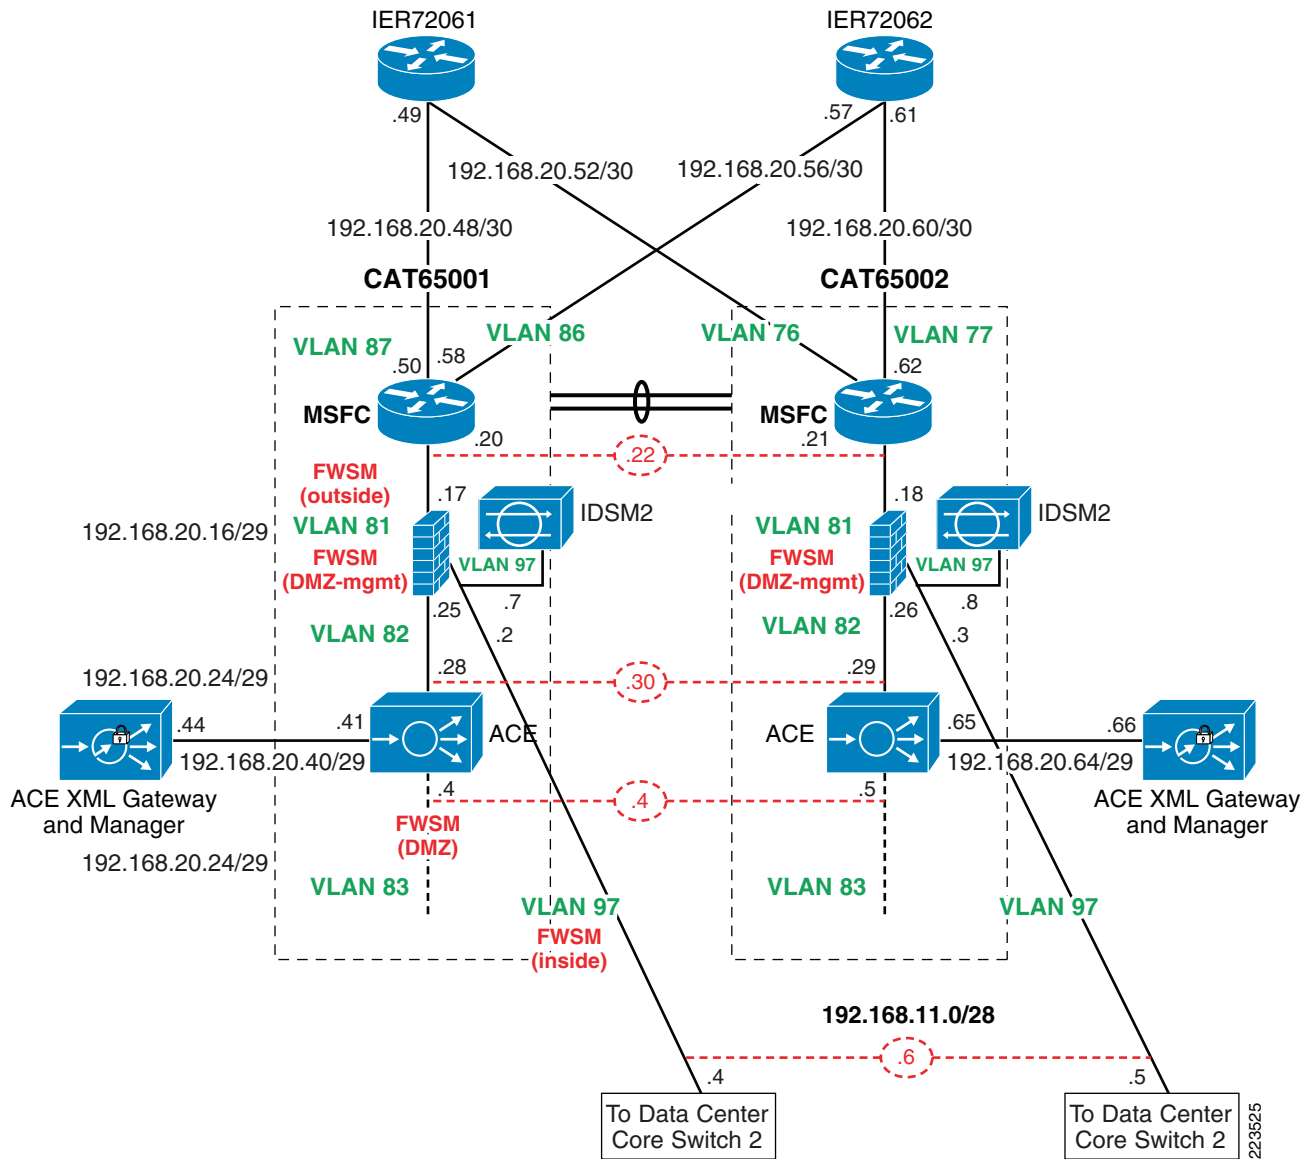 IER72061
IER72062
.49
.57
.61
192.168.20.52/30
192.168.20.56/30
192.168.20.48/30
192.168.20.60/30
CAT65001
CAT65002
VLAN 87
VLAN 86
VLAN 76
VLAN 77
.50
.58
.62
MSFC
MSFC
.20
.22
.21
FWSM
(outside)
.17
.18
IDSM2
IDSM2
192.168.20.16/29
VLAN 81
VLAN 81
FWSM
(DMZ-mgmt)
VLAN 97
FWSM
(DMZ-mgmt)
VLAN 97
.25
.7
.26
.8
VLAN 82
.2
VLAN 82
.3
192.168.20.24/29
.28
.30
.29
.44
.41
ACE
ACE
.65
.66
192.168.20.40/29
192.168.20.64/29
ACE XML Gateway
and Manager
.4
.4
.5
ACE XML Gateway
and Manager
FWSM
(DMZ)
192.168.20.24/29
VLAN 83
VLAN 83
VLAN 97
VLAN 97
FWSM
(inside)
192.168.11.0/28
.6
.4
.5
To Data Center
Core Switch 2
To Data Center
Core Switch 2
223525